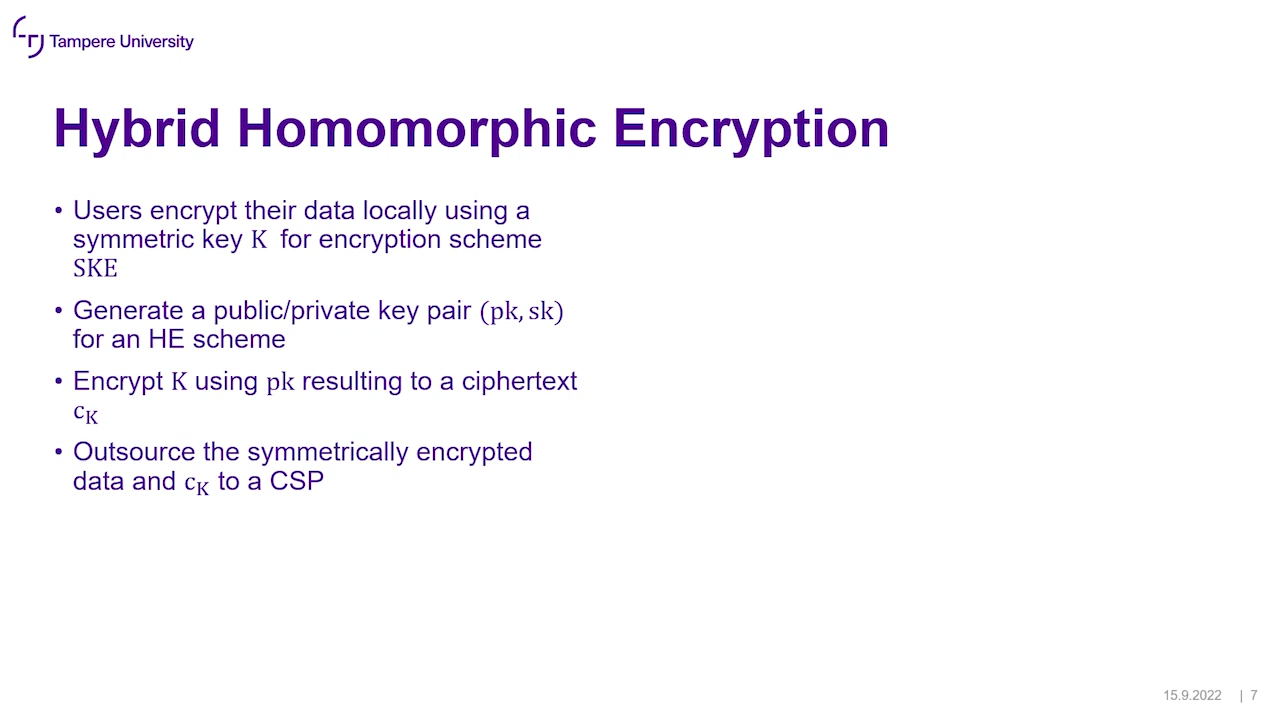 Tampere University
Hybrid Homomorphic Encryption
• Users encrypt their data locally using a
symmetric key K for encryption scheme
SKE
• Generate a public/private key pair (pk, sk)
for an HE scheme
• Encrypt K using pk resulting to a ciphertext
c_K
• Outsource the symmetrically encrypted
data and c_K to a CSP
15.9.2022 | 7